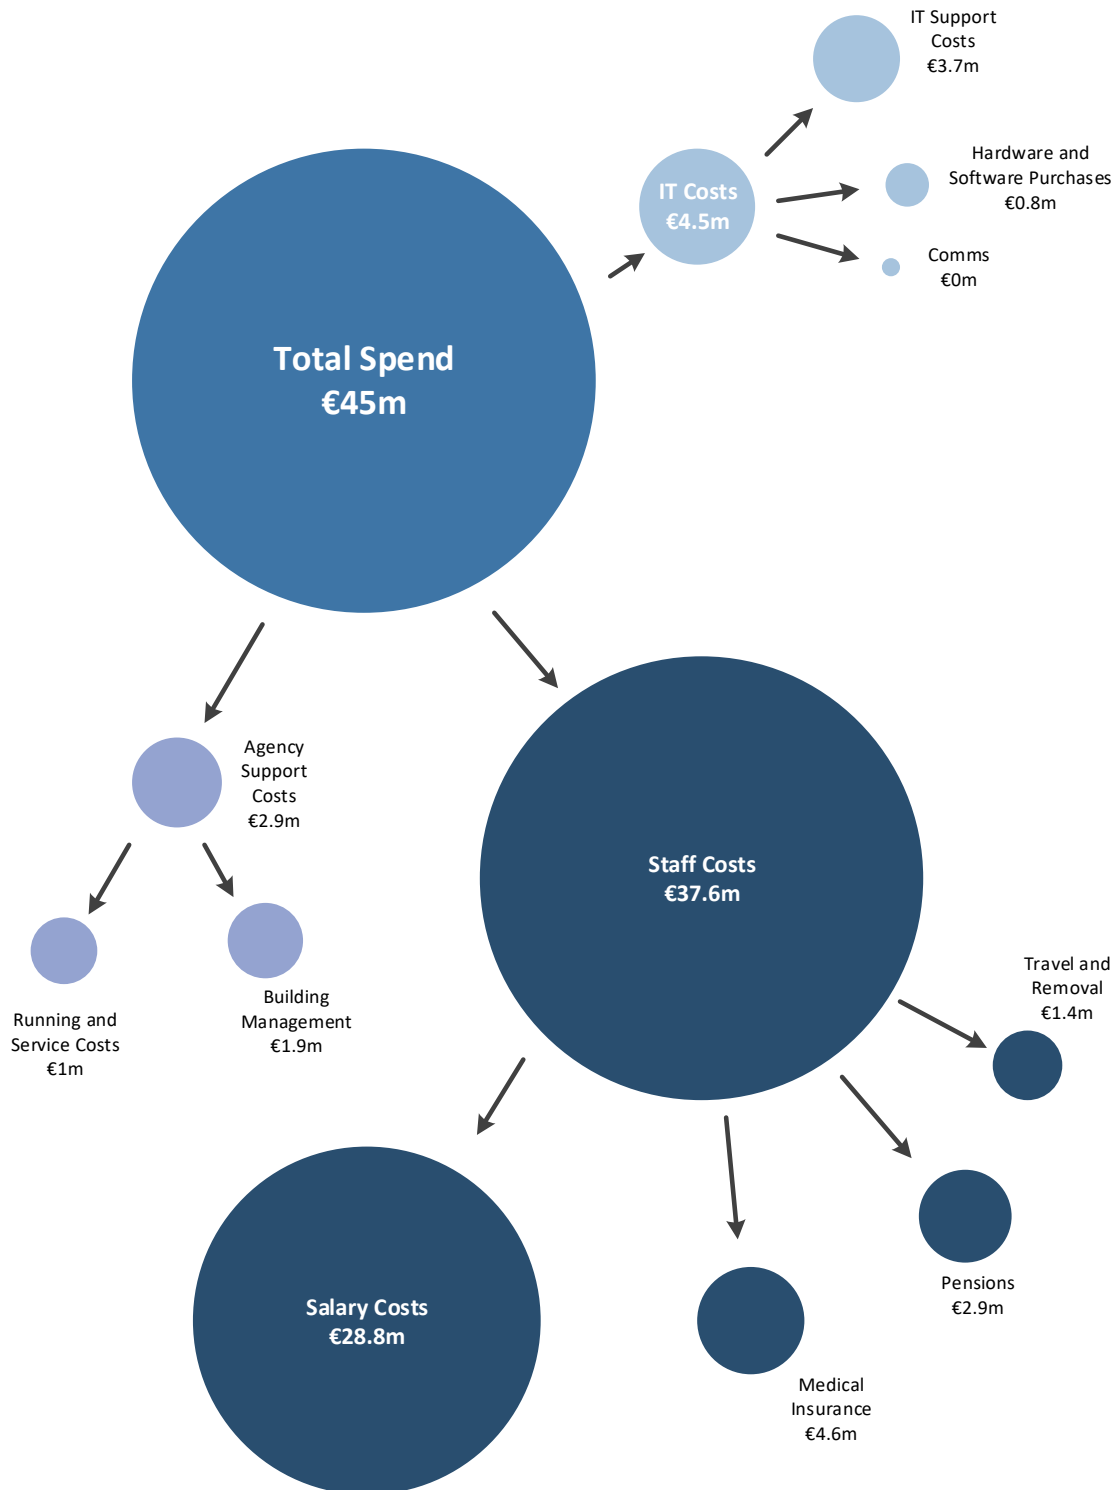 IT Support
Costs
€3.7m
Hardware and
Software Purchases
€0.8m
IT Costs
€4.5m
Comms
€0m
Total Spend
€45m
Agency
Support
Costs
€2.9m
Staff Costs
€37.6m
Running and
Service Costs
€1m
Building
Management
€1.9m
Travel and
Removal
€1.4m
Salary Costs
€28.8m
Pensions
€2.9m
Medical
Insurance
€4.6m